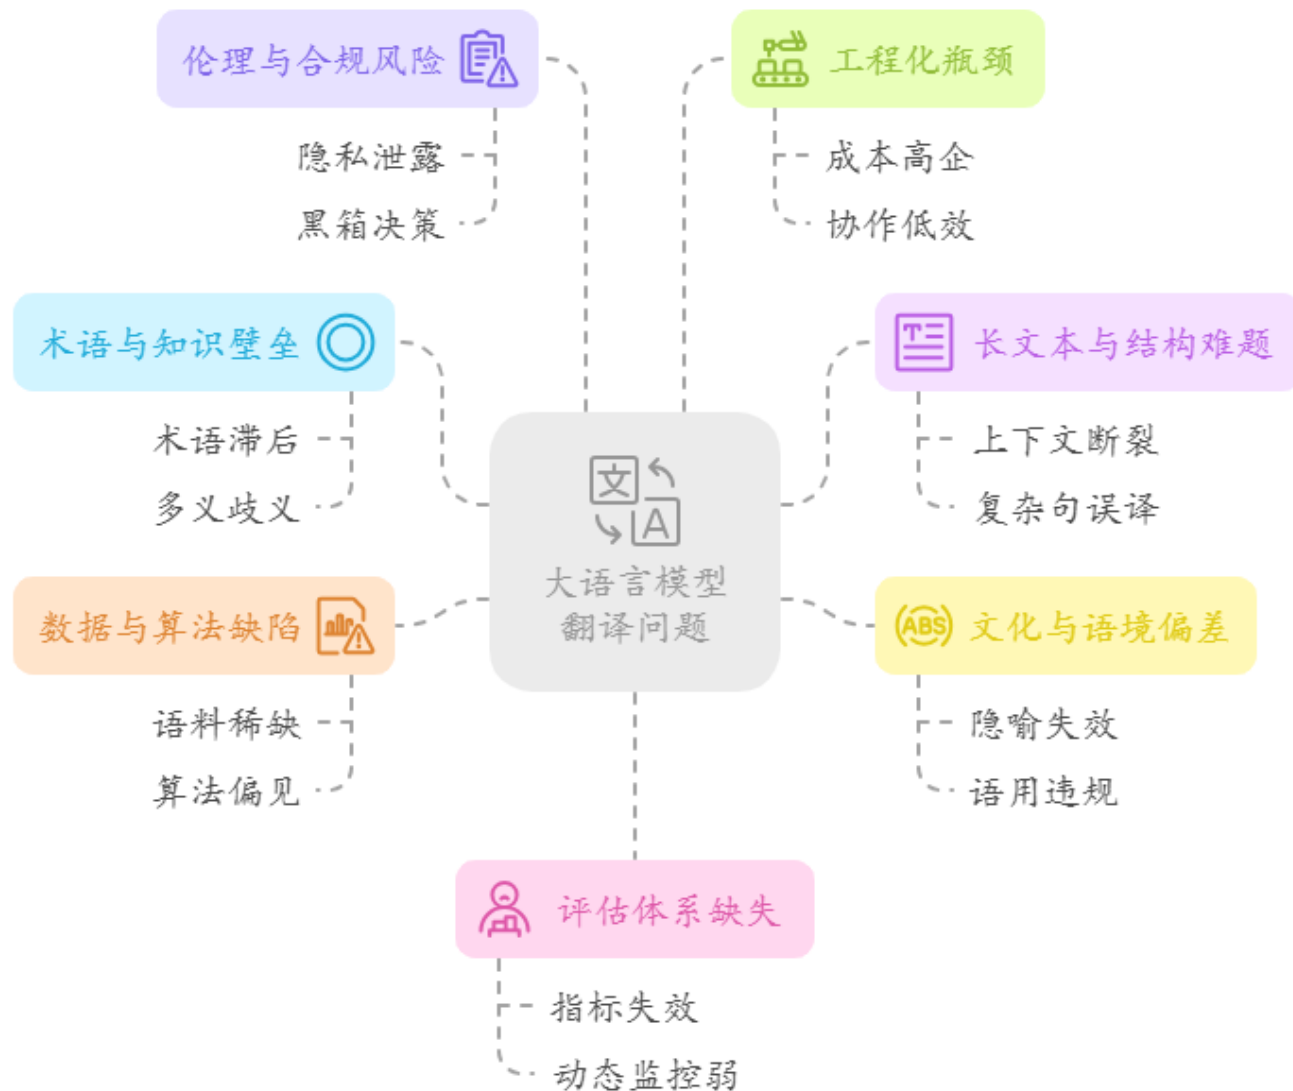 伦理与合规风险
隐私泄露
黑箱决策
工程化瓶颈
成本高企
协作低效
术语与知识壁垒
术语滞后
多义歧义
长文本与结构难题
上下文断裂
复杂句误译
文
A
大语言模型
翻译问题
数据与算法缺陷
语料稀缺
算法偏见
ABS
文化与语境偏差
隐喻失效
语用违规
评估体系缺失
指标失效
动态监控弱